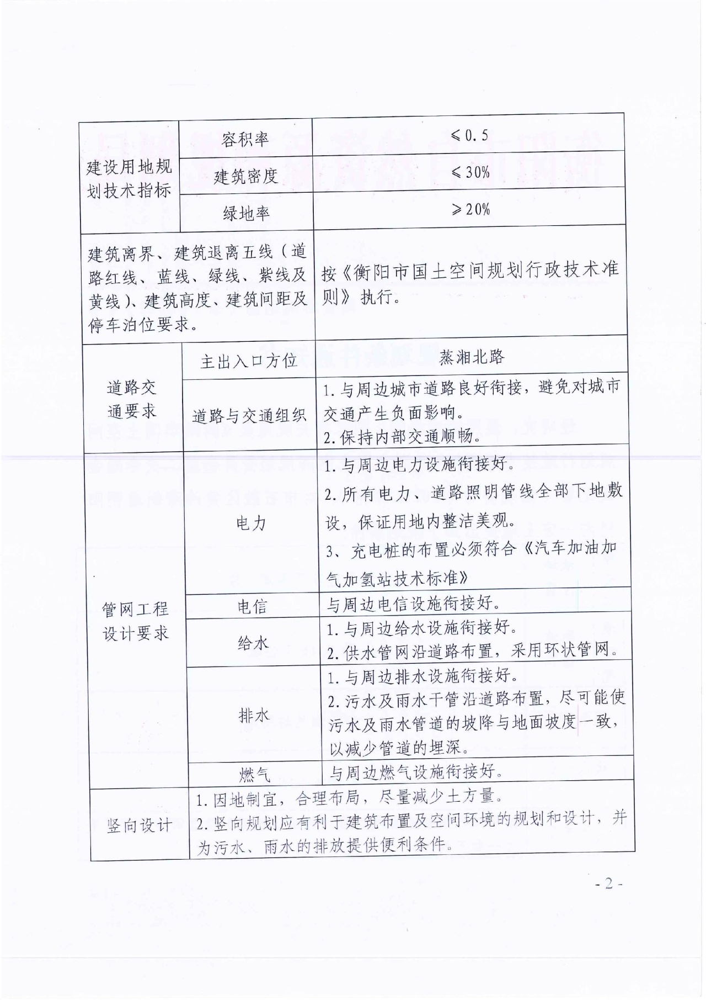 建设用地规
划技术指标
容积率
≤0.5
建筑密度
≤30%
绿地率
≥20%
建筑离界、建筑退离五线（道
路红线、蓝线、绿线、紫线及
黄线）、建筑高度、建筑间距及
停车泊位要求。
按《衡阳市国土空间规划行政技术准
则》执行。
道路交
通要求
主出入口方位
蒸湘北路
道路与交通组织
1.与周边城市道路良好衔接，避免对城市
交通产生负面影响。
2.保持内部交通顺畅。
管网工程
设计要求
电力
1.与周边电力设施衔接好。
2.所有电力、道路照明管线全部下地敷
设，保证用地内整洁美观。
3、充电桩的布置必须符合《汽车加油加
气加氢站技术标准》
电信
与周边电信设施衔接好。
给水
1.与周边给水设施衔接好。
2.供水管网沿道路布置，采用环状管网。
排水
1.与周边排水设施衔接好。
2.污水及雨水干管沿道路布置，尽可能使
污水及雨水管道的坡降与地面坡度一致，
以减少管道的埋深。
燃气
与周边燃气设施衔接好。
竖向设计
1.因地制宜，合理布局，尽量减少土方量。
2.竖向规划应有利于建筑布置及空间环境的规划和设计，并
为污水、雨水的排放提供便利条件。
-2-